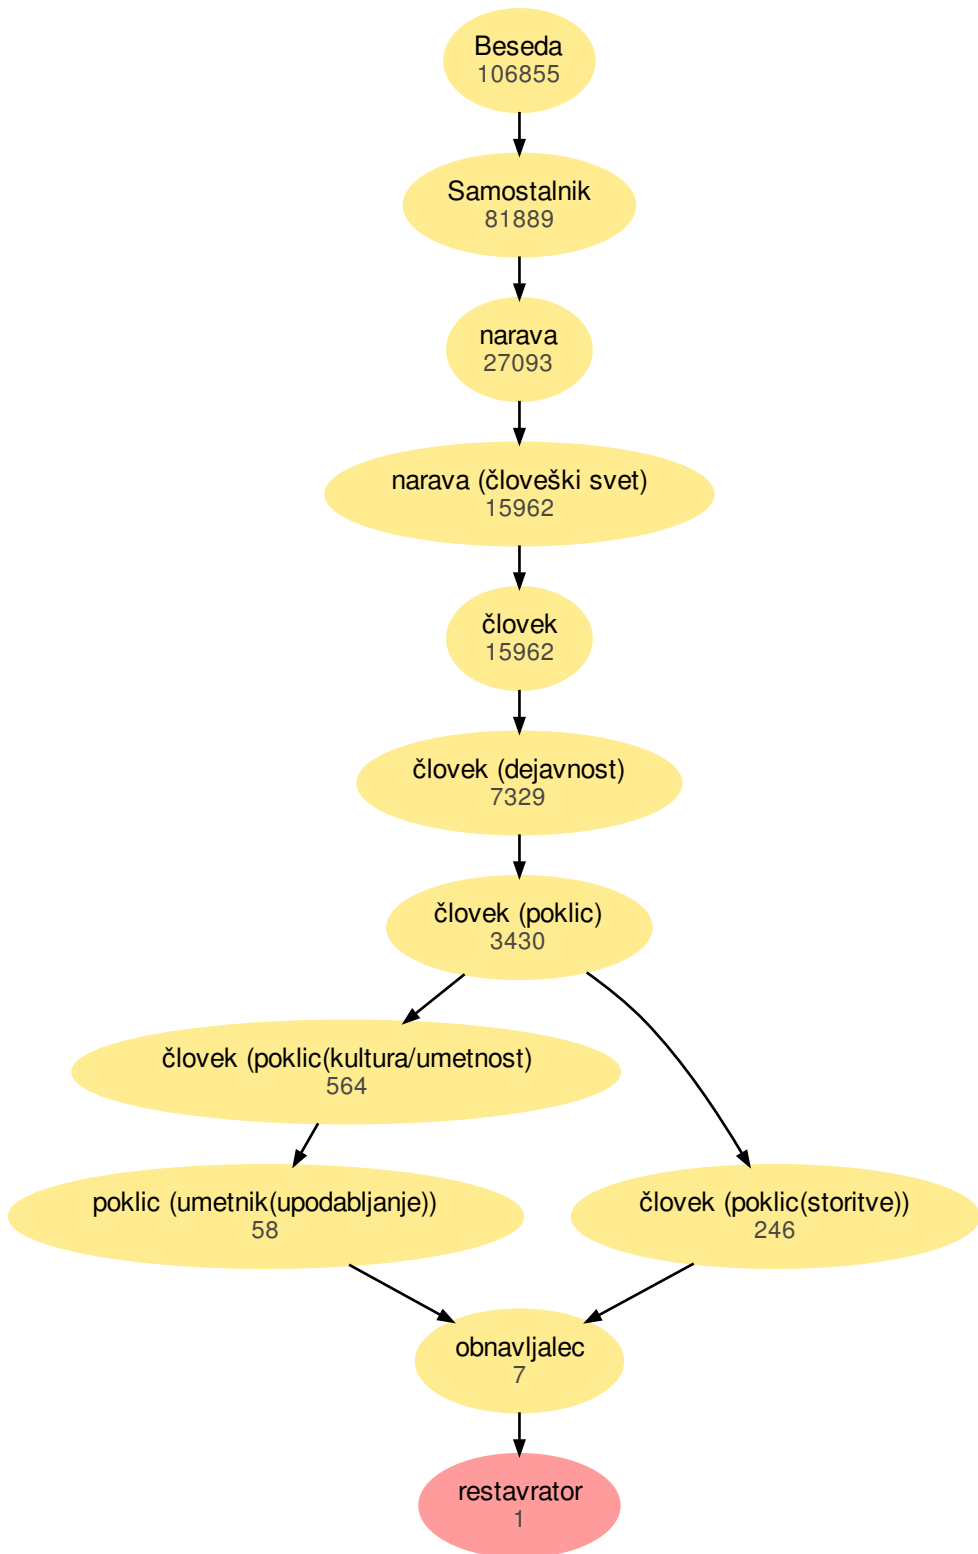 Beseda
106855
Samostalnik
81889
narava
27093
narava (človeški svet)
15962
človek
15962
človek (dejavnost)
7329
človek (poklic)
3430
človek (poklic(kultura/umetnost)
564
poklic (umetnik(upodabljanje))
58
človek (poklic(storitve))
246
obnavljalec
7
restavrator
1